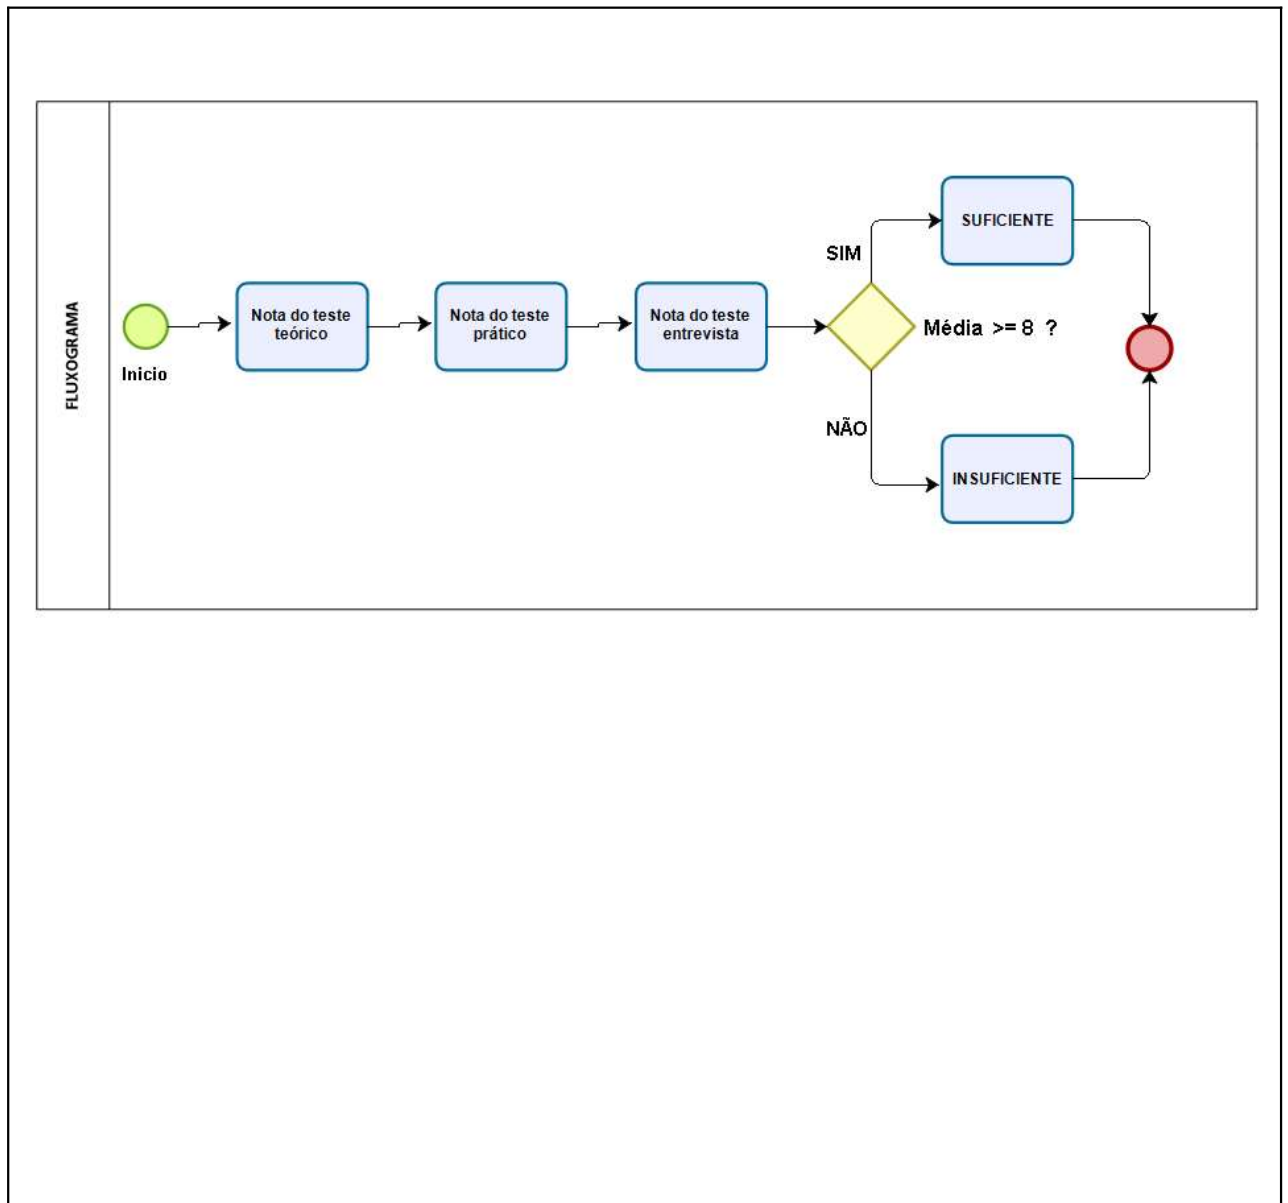 FLUXOGRAMA
Inicio
Nota do teste
teórico
Nota do teste
prático
Nota do teste
entrevista
Média >= 8 ?
SIM
SUFICIENTE
NÃO
INSUFICIENTE